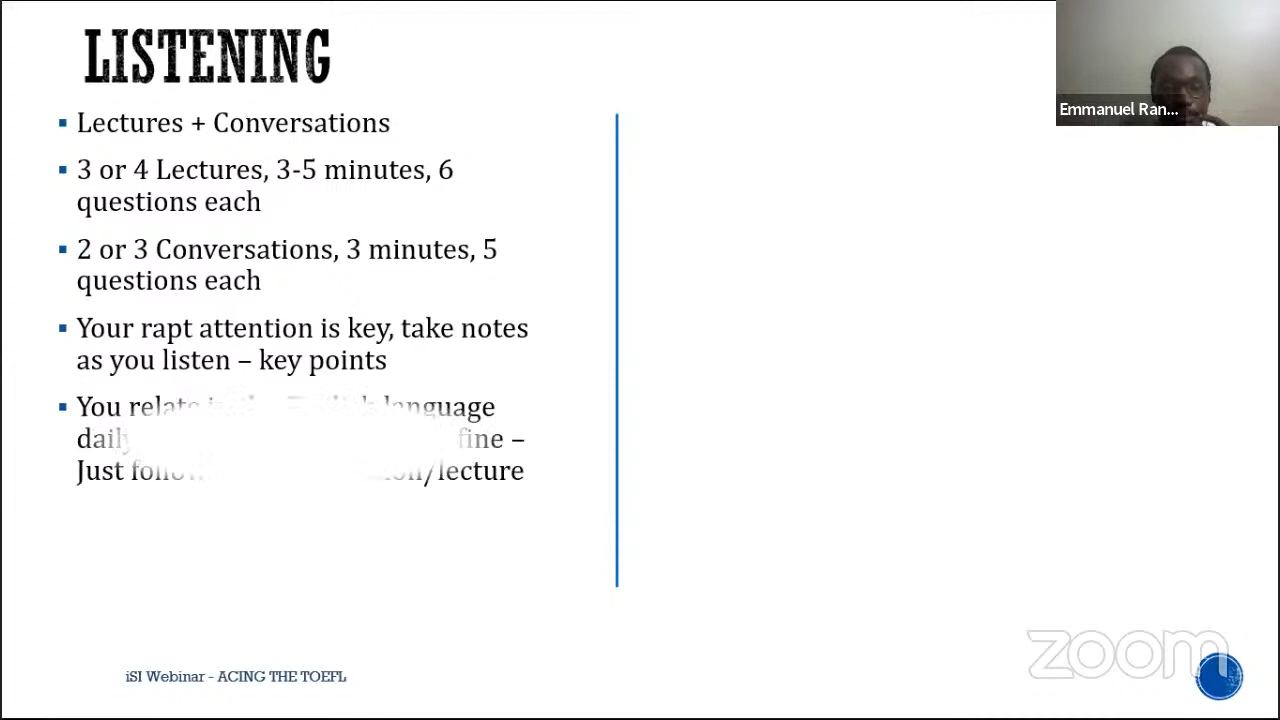 LISTENING
Emmanuel Ran...
▪ Lectures + Conversations
▪ 3 or 4 Lectures, 3-5 minutes, 6
questions each
▪ 2 or 3 Conversations, 3 minutes, 5
questions each
▪ Your rapt attention is key, take notes
as you listen – key points
▪ You language
daily fine –
Just /lecture
zoom
iSI Webinar - ACING THE TOEFL